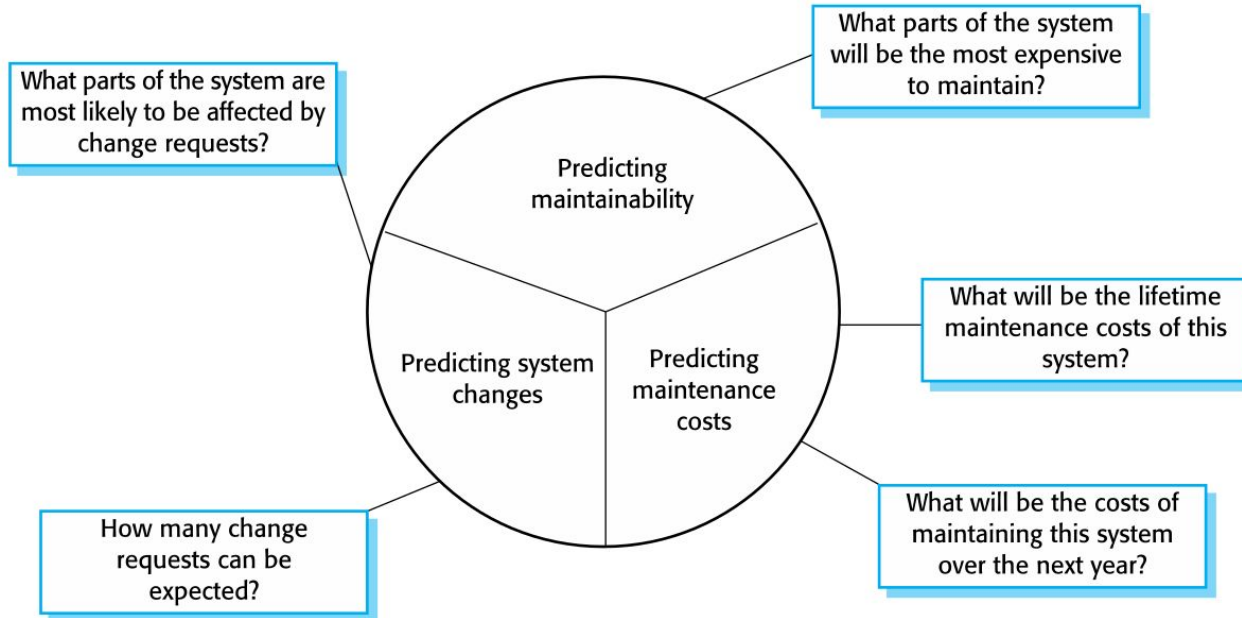 What parts of the system
will be the most expensive
to maintain?
What parts of the system are
most likely to be affected by
change requests?
Predicting
maintainability
What will be the lifetime
maintenance costs of this
system?
Predicting system
changes
Predicting
maintenance
costs
What will be the costs of
maintaining this system
over the next year?
How many change
requests can be
expected?